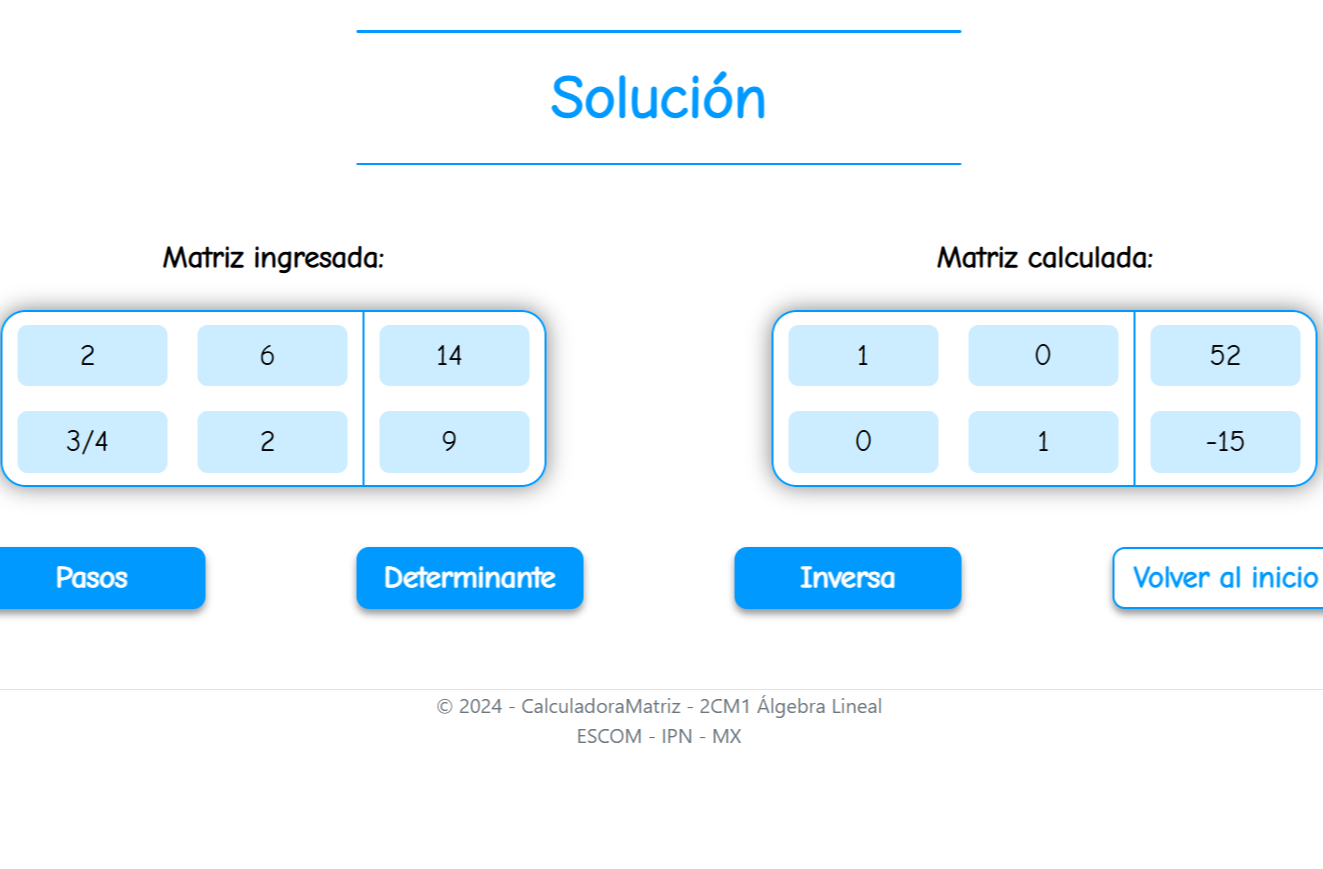 Solución
Matriz ingresada:
Matriz calculada:
2 6 14
1 0 52
3/4 2 9
0 1 -15
Pasos
Determinante
Inversa
Volver al inicio
© 2024 - CalculadoraMatriz - 2CM1 Álgebra Lineal
ESCOM - IPN - MX